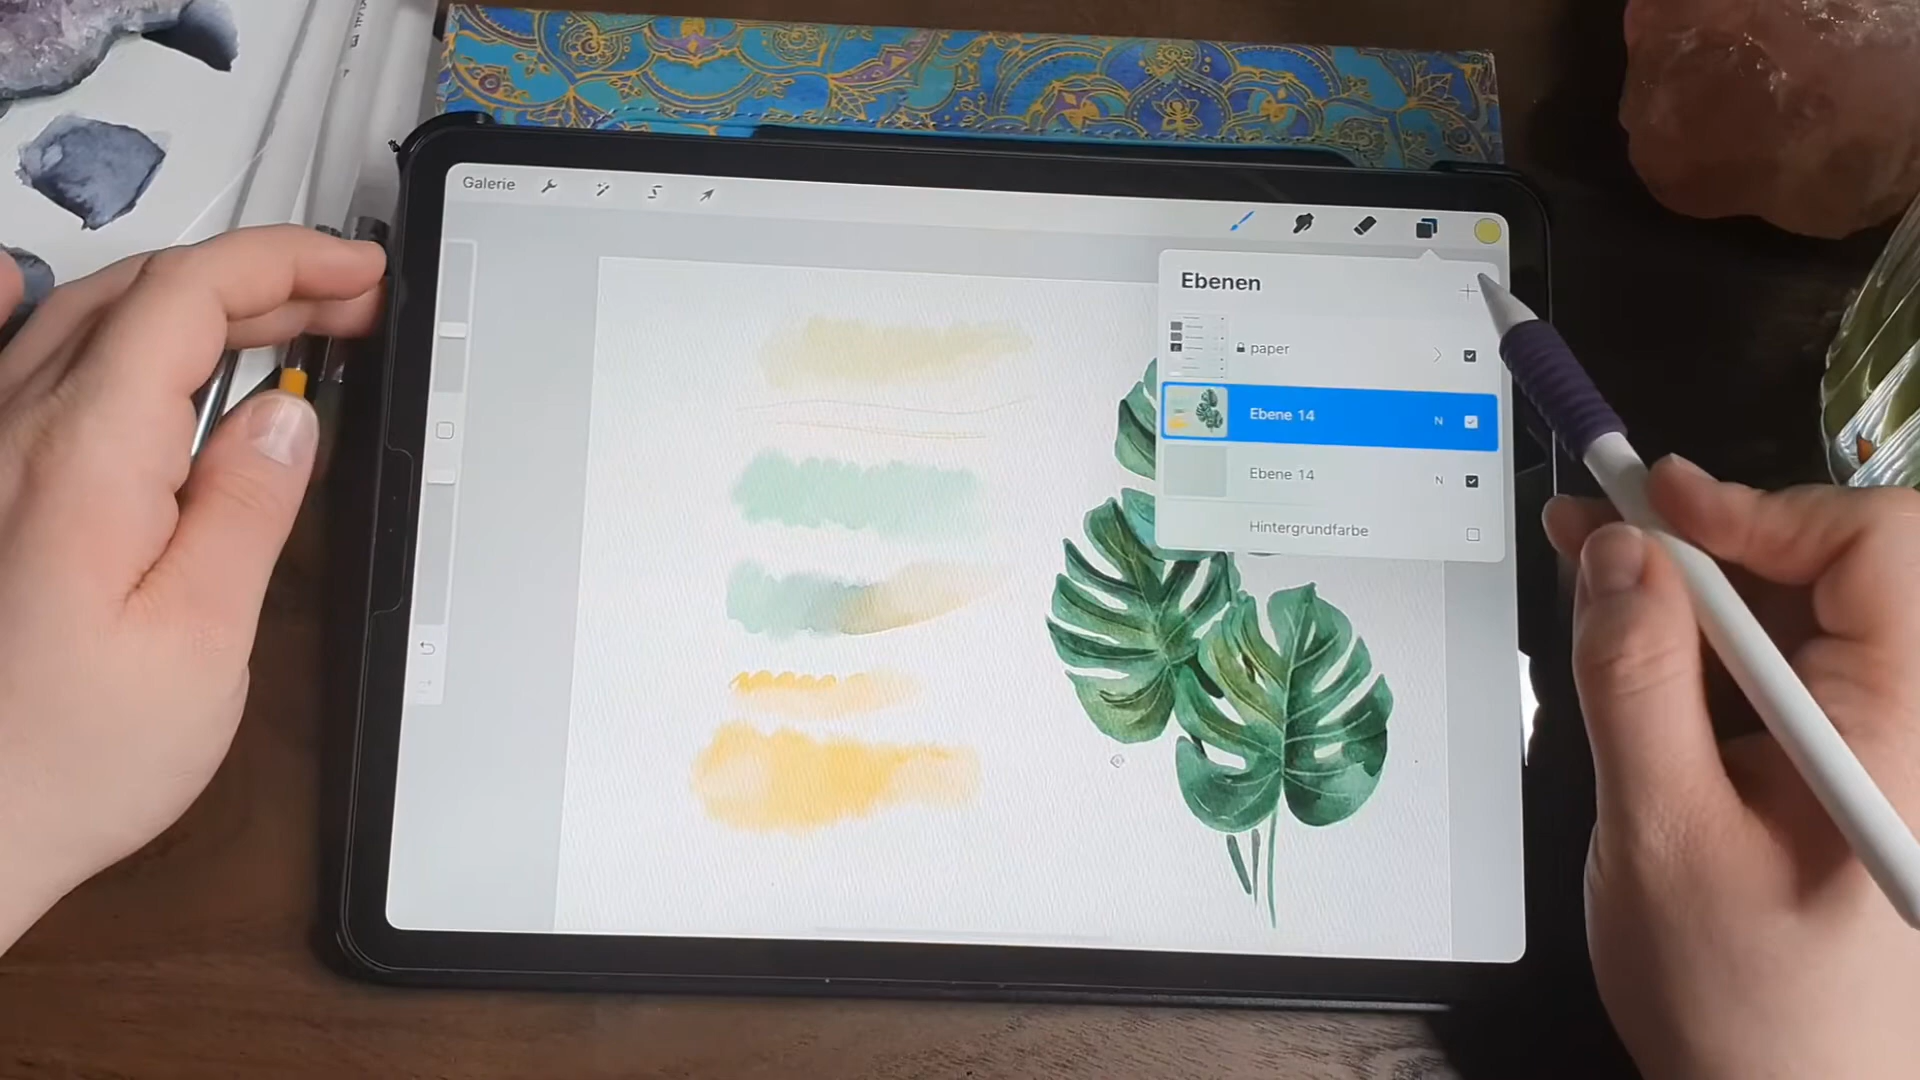 Galerie
Ebenen
paper
Ebene 14 N
Ebene 14 N
Hintergrundfarbe